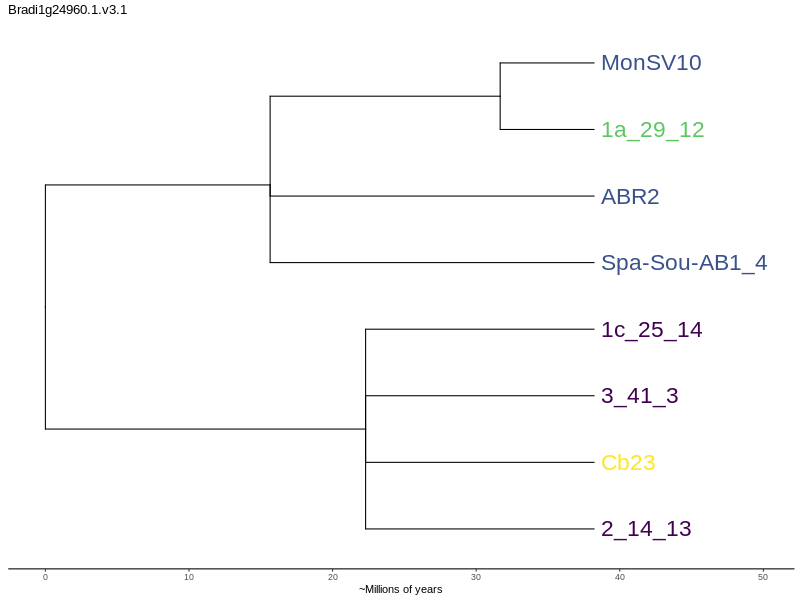 Bradi1g24960.1.v3.1
MonSV10
1a_29_12
ABR2
Spa-Sou-AB1_4
1c_25_14
3_41_3
Cb23
2_14_13
0 10 20 30 40 50
~Millions of years